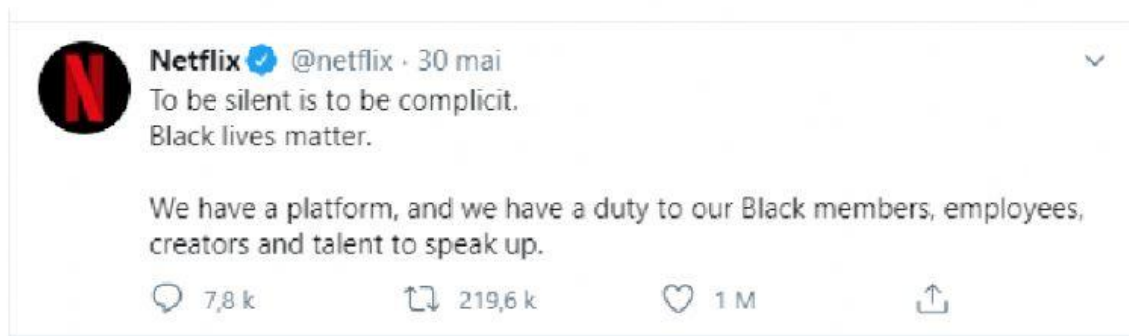 Netflix @netflix · 30 mai
To be silent is to be complicit.
Black lives matter.
We have a platform, and we have a duty to our Black members, employees,
creators and talent to speak up.
7,8 k 219,6 k 1 M